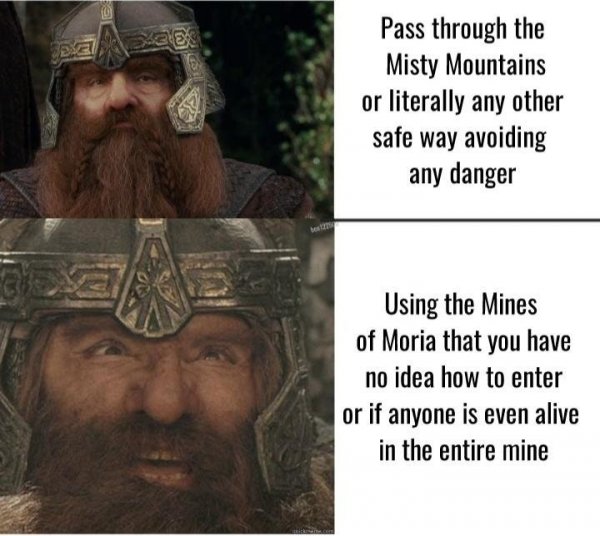 Pass through the
Misty Mountains
or literally any other
safe way avoiding
any danger
Using the Mines
of Moria that you have
no idea how to enter
or if anyone is even alive
in the entire mine